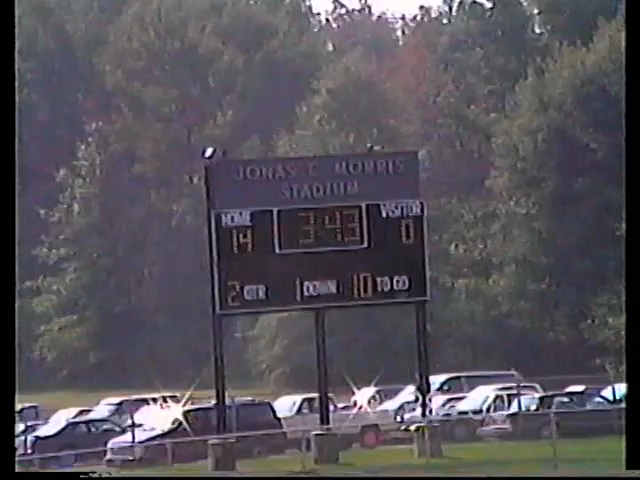 JONAS C MORRIS
STADIUM
HOME 3:43 VISITOR
14 0
2 QTR 1 DOWN 10 TO GO